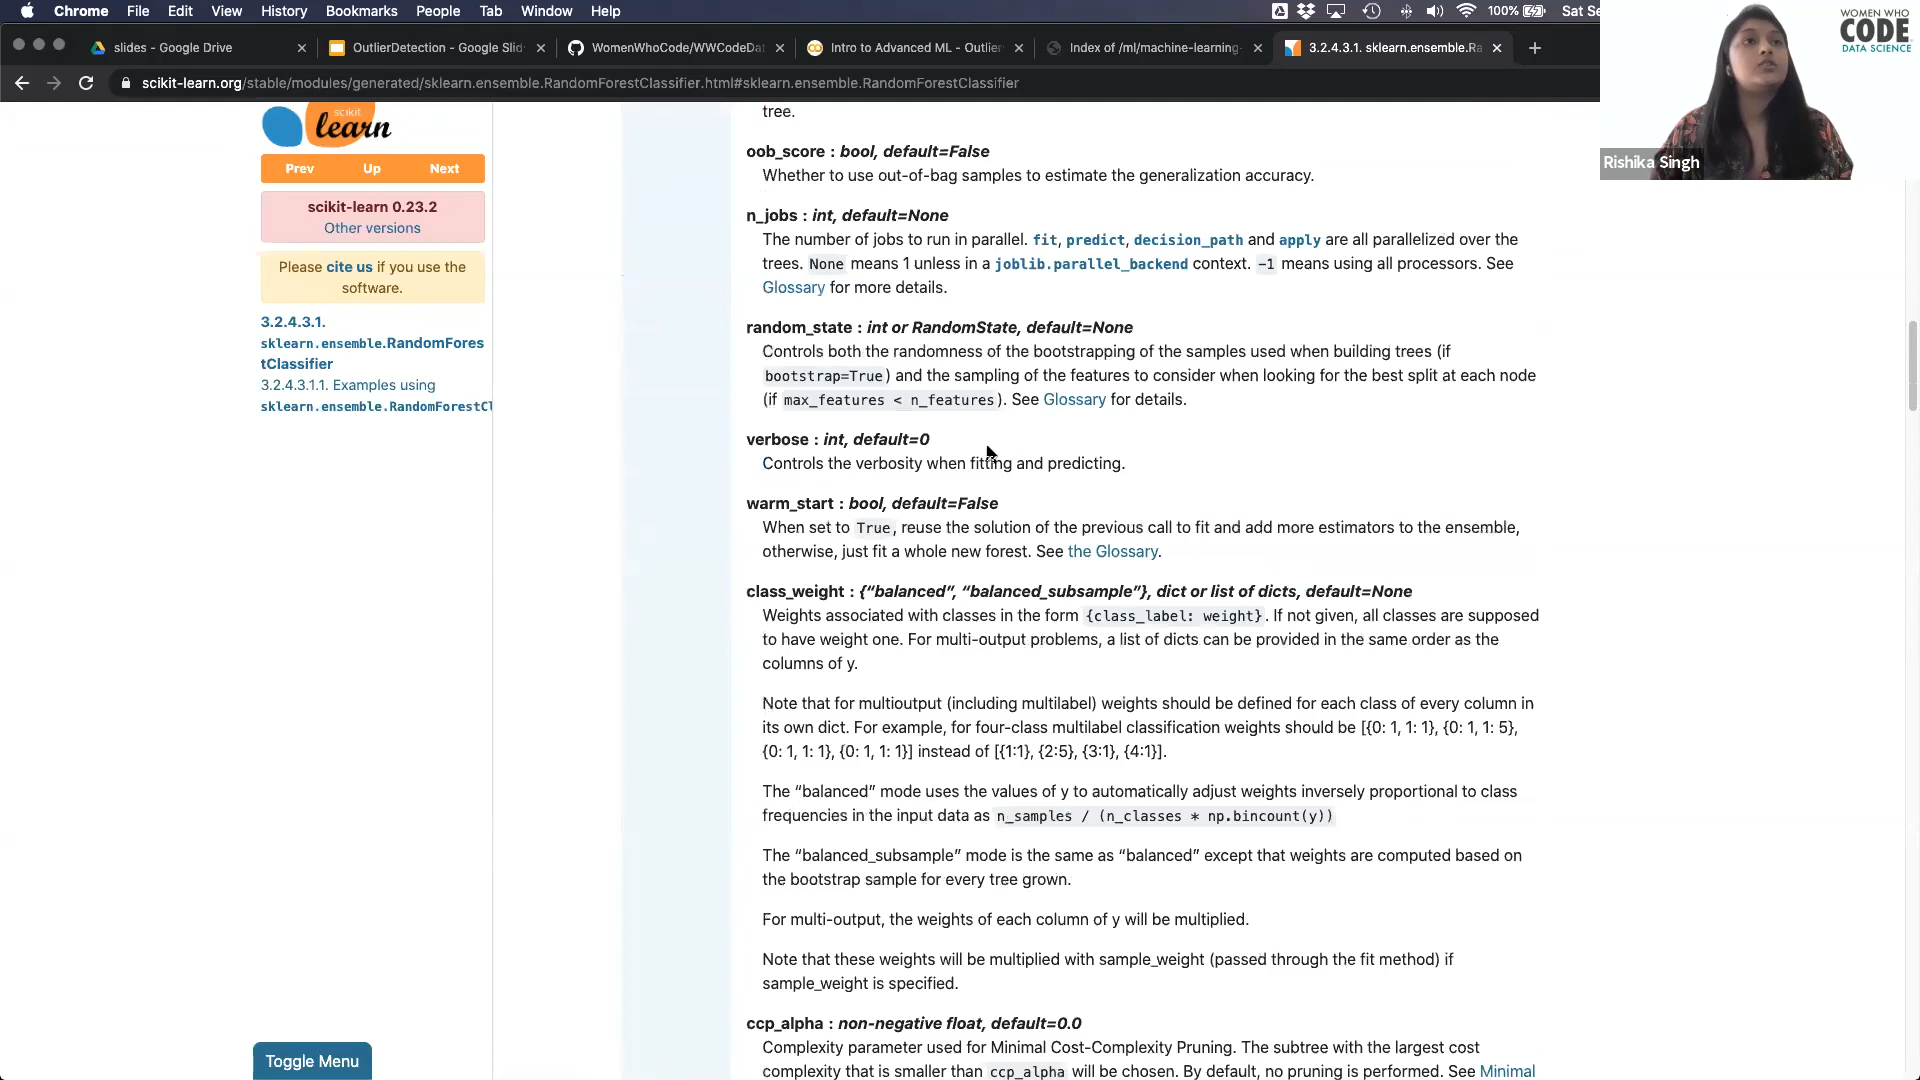 Chrome File Edit View History Bookmarks People Tab Window Help 100% Sat Se
slides - Google Drive OutlierDetection - Google Slid WomenWhoCode/WWCodeDat Intro to Advanced ML - Outlier Index of /ml/machine-learning- 3.2.4.3.1. sklearn.ensemble.Ra
scikit-learn.org/stable/modules/generated/sklearn.ensemble.RandomForestClassifier.html#sklearn.ensemble.RandomForestClassifier
WOMEN WHO
CODE
DATA SCIENCE
Rishika Singh
scikit
learn
Prev Up Next
scikit-learn 0.23.2
Other versions
Please cite us if you use the
software.
3.2.4.3.1.
sklearn.ensemble.RandomFores
tClassifier
3.2.4.3.1.1. Examples using
sklearn.ensemble.RandomForestCl
Toggle Menu
tree.
oob_score : bool, default=False
Whether to use out-of-bag samples to estimate the generalization accuracy.
n_jobs : int, default=None
The number of jobs to run in parallel. fit, predict, decision_path and apply are all parallelized over the
trees. None means 1 unless in a joblib.parallel_backend context. -1 means using all processors. See
Glossary for more details.
random_state : int or RandomState, default=None
Controls both the randomness of the bootstrapping of the samples used when building trees (if
bootstrap=True) and the sampling of the features to consider when looking for the best split at each node
(if max_features < n_features). See Glossary for details.
verbose : int, default=0
Controls the verbosity when fitting and predicting.
warm_start : bool, default=False
When set to True, reuse the solution of the previous call to fit and add more estimators to the ensemble,
otherwise, just fit a whole new forest. See the Glossary.
class_weight : {“balanced”, “balanced_subsample”}, dict or list of dicts, default=None
Weights associated with classes in the form {class_label: weight}. If not given, all classes are supposed
to have weight one. For multi-output problems, a list of dicts can be provided in the same order as the
columns of y.
Note that for multioutput (including multilabel) weights should be defined for each class of every column in
its own dict. For example, for four-class multilabel classification weights should be [{0: 1, 1: 1}, {0: 1, 1: 5},
{0: 1, 1: 1}, {0: 1, 1: 1}] instead of [{1:1}, {2:5}, {3:1}, {4:1}].
The “balanced” mode uses the values of y to automatically adjust weights inversely proportional to class
frequencies in the input data as n_samples / (n_classes * np.bincount(y))
The “balanced_subsample” mode is the same as “balanced” except that weights are computed based on
the bootstrap sample for every tree grown.
For multi-output, the weights of each column of y will be multiplied.
Note that these weights will be multiplied with sample_weight (passed through the fit method) if
sample_weight is specified.
ccp_alpha : non-negative float, default=0.0
Complexity parameter used for Minimal Cost-Complexity Pruning. The subtree with the largest cost
complexity that is smaller than ccp_alpha will be chosen. By default, no pruning is performed. See Minimal